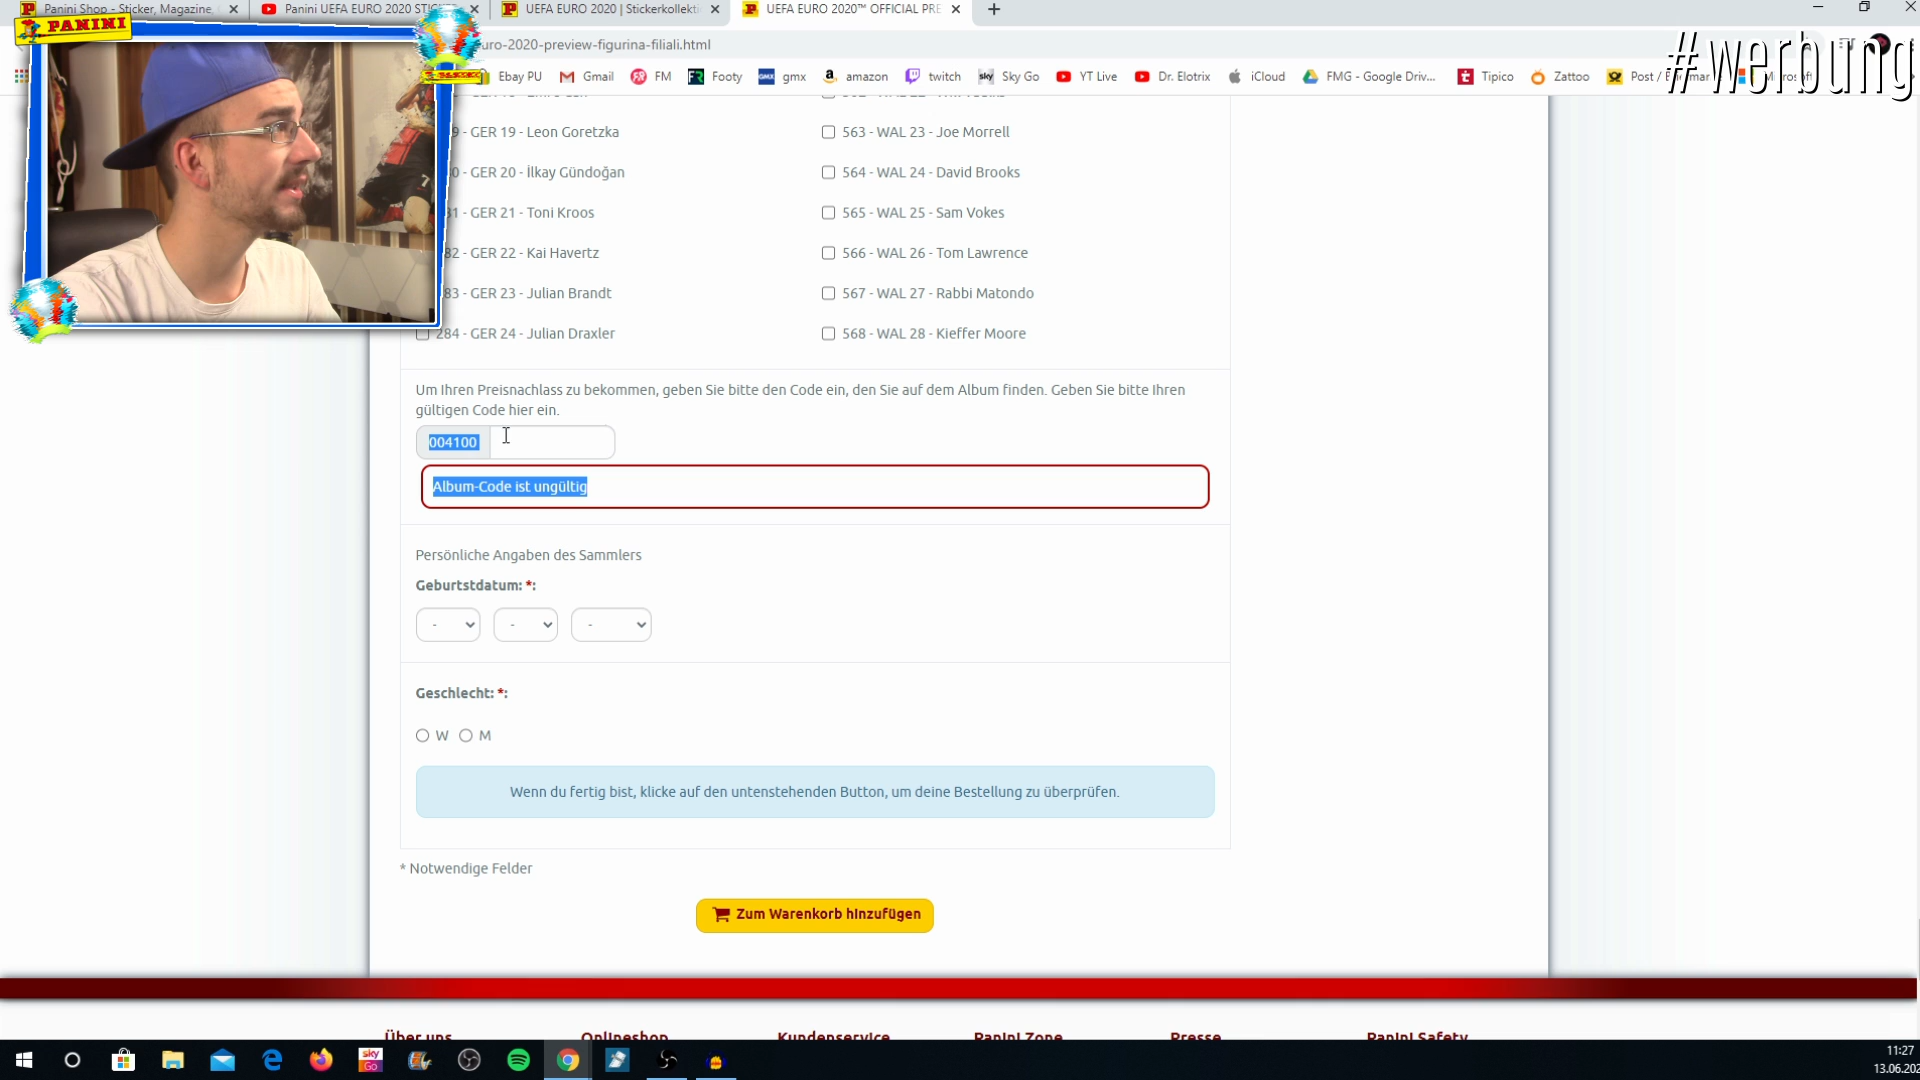 Panini Shop - Sticker, Magazine,
Panini UEFA EURO 2020
UEFA EURO 2020 | Stickerkollekti
UEFA EURO 2020™ OFFICIAL PRE
PANINI
uro-2020-preview-figurina-filiali.html
#werbung
Ebay PU
Gmail
FM
Footy
gmx
amazon
twitch
Sky Go
YT Live
Dr. Elotrix
iCloud
FMG - Google Driv...
Tipico
Zattoo
Post /
9 - GER 19 - Leon Goretzka
563 - WAL 23 - Joe Morrell
0 - GER 20 - İlkay Gündoğan
564 - WAL 24 - David Brooks
81 - GER 21 - Toni Kroos
565 - WAL 25 - Sam Vokes
82 - GER 22 - Kai Havertz
566 - WAL 26 - Tom Lawrence
83 - GER 23 - Julian Brandt
567 - WAL 27 - Rabbi Matondo
284 - GER 24 - Julian Draxler
568 - WAL 28 - Kieffer Moore
Um Ihren Preisnachlass zu bekommen, geben Sie bitte den Code ein, den Sie auf dem Album finden. Geben Sie bitte Ihren
gültigen Code hier ein.
004100
Album-Code ist ungültig
Persönliche Angaben des Sammlers
Geburtstdatum: *:
- - -
Geschlecht: *:
W M
Wenn du fertig bist, klicke auf den untenstehenden Button, um deine Bestellung zu überprüfen.
* Notwendige Felder
Zum Warenkorb hinzufügen
Über uns
Onlineshop
Kundenservice
Panini Zone
Presse
Panini Safety
sky
Go
11:27
13.06.202